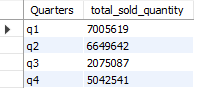 Quarters total_sold_quantity
q1 7005619
q2 6649642
q3 2075087
q4 5042541